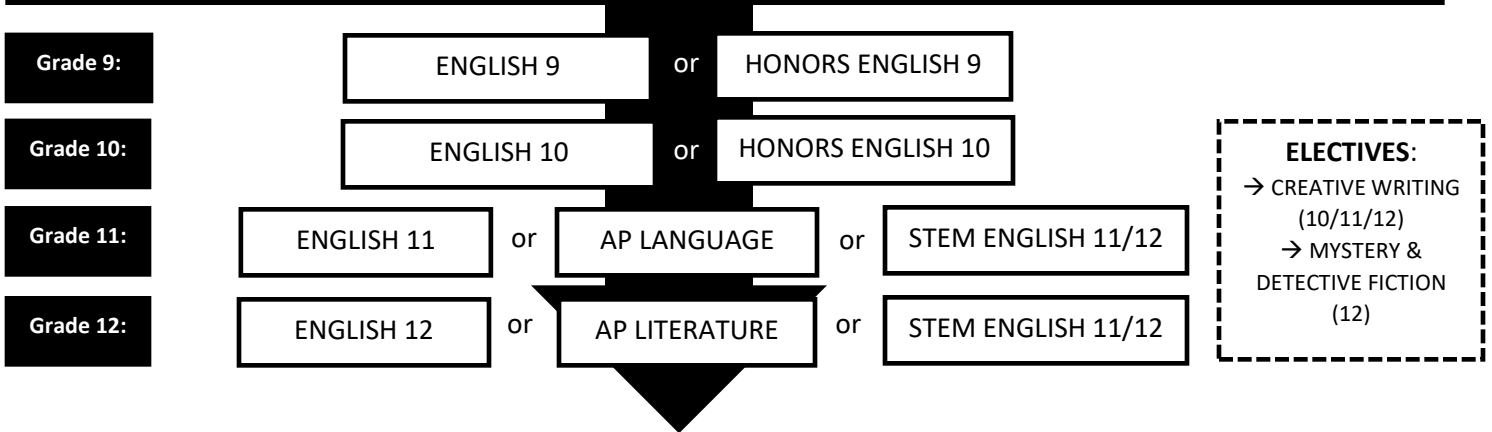 Grade 9: ENGLISH 9 or HONORS ENGLISH 9
Grade 10: ENGLISH 10 or HONORS ENGLISH 10
Grade 11: ENGLISH 11 or AP LANGUAGE or STEM ENGLISH 11/12
Grade 12: ENGLISH 12 or AP LITERATURE or STEM ENGLISH 11/12
ELECTIVES:
→ CREATIVE WRITING
(10/11/12)
→ MYSTERY &
DETECTIVE FICTION
(12)